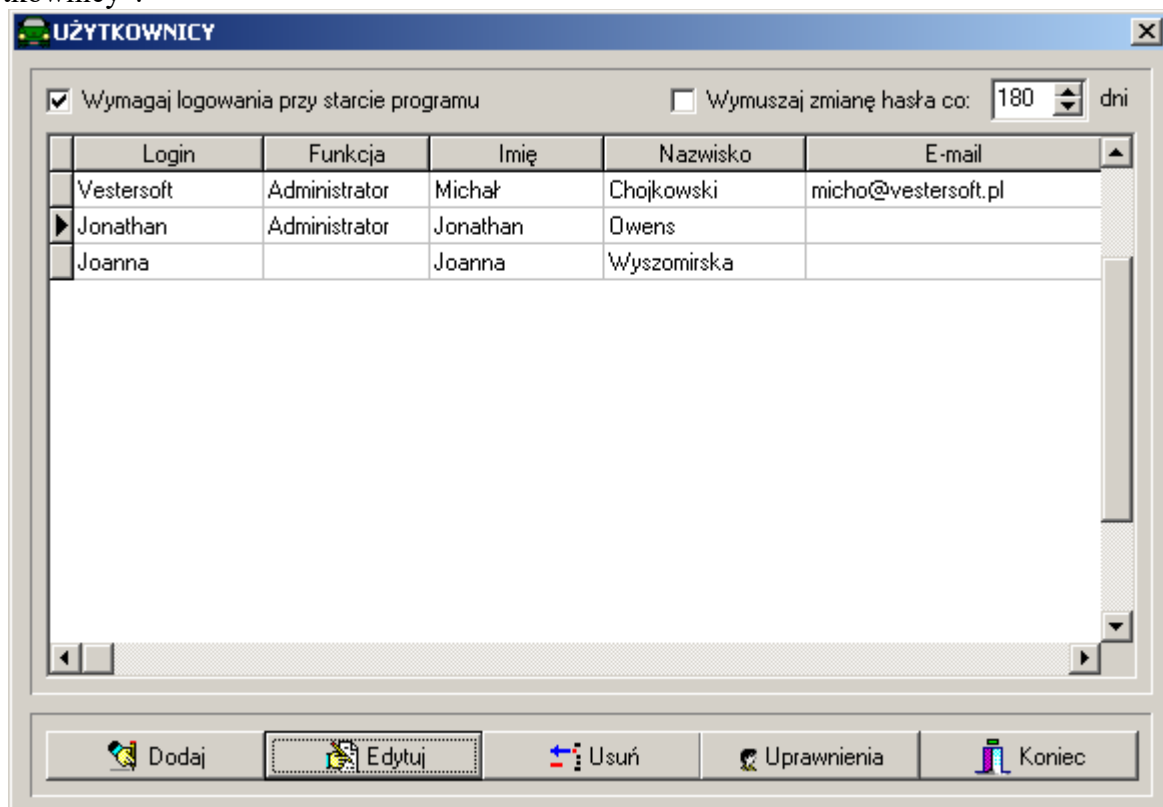 tkownicy".
UŻYTKOWNICY
Wymagaj logowania przy starcie programu Wymuszaj zmianę hasła co: 180 dni
Login Funkcja Imię Nazwisko E-mail
Vestersoft Administrator Michał Chojkowski micho@vestersoft.pl
Jonathan Administrator Jonathan Owens
Joanna Joanna Wyszomirska
Dodaj Edytuj Usuń Uprawnienia Koniec